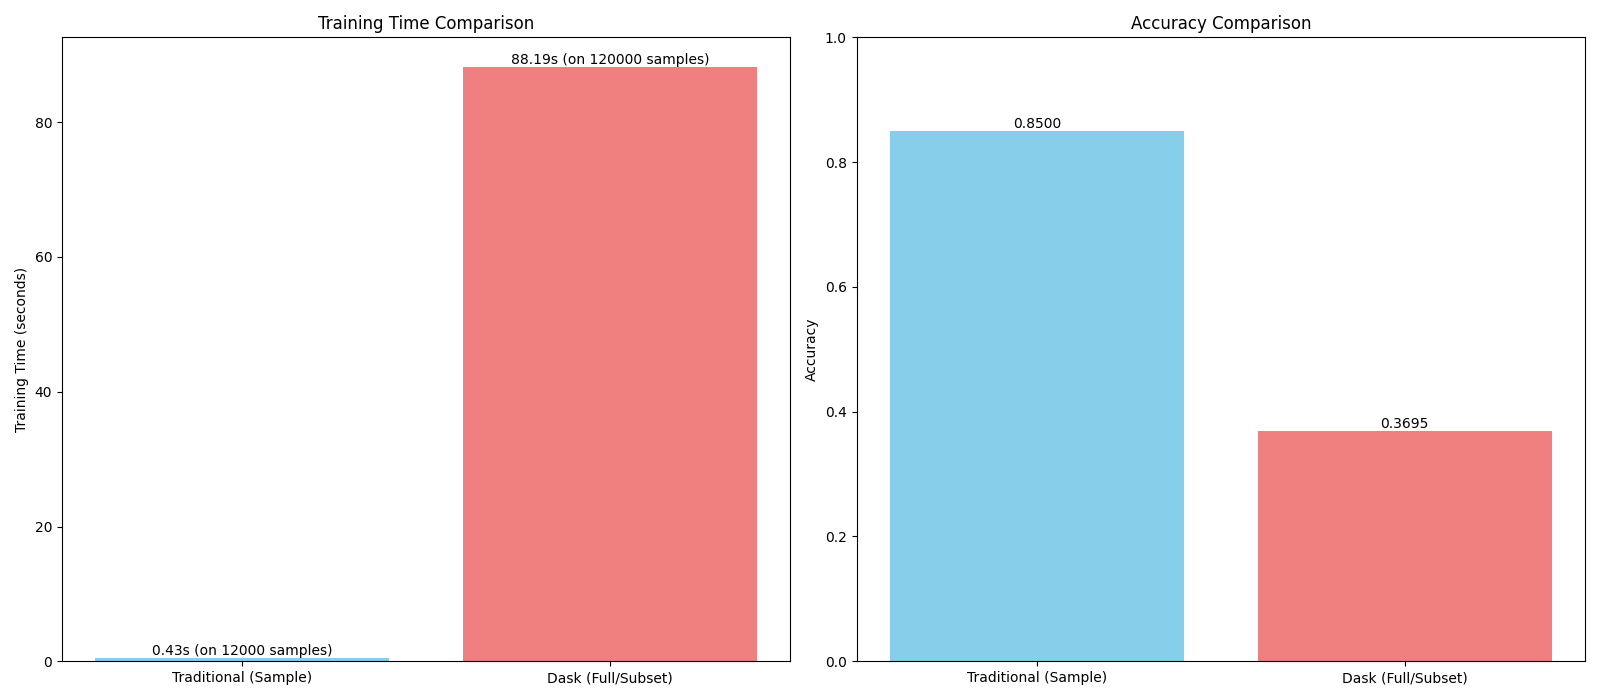 Training Time Comparison
Training Time (seconds)
80
60
40
20
0
88.19s (on 120000 samples)
0.43s (on 12000 samples)
Traditional (Sample)
Dask (Full/Subset)
Accuracy Comparison
Accuracy
1.0
0.8
0.6
0.4
0.2
0.0
0.8500
0.3695
Traditional (Sample)
Dask (Full/Subset)